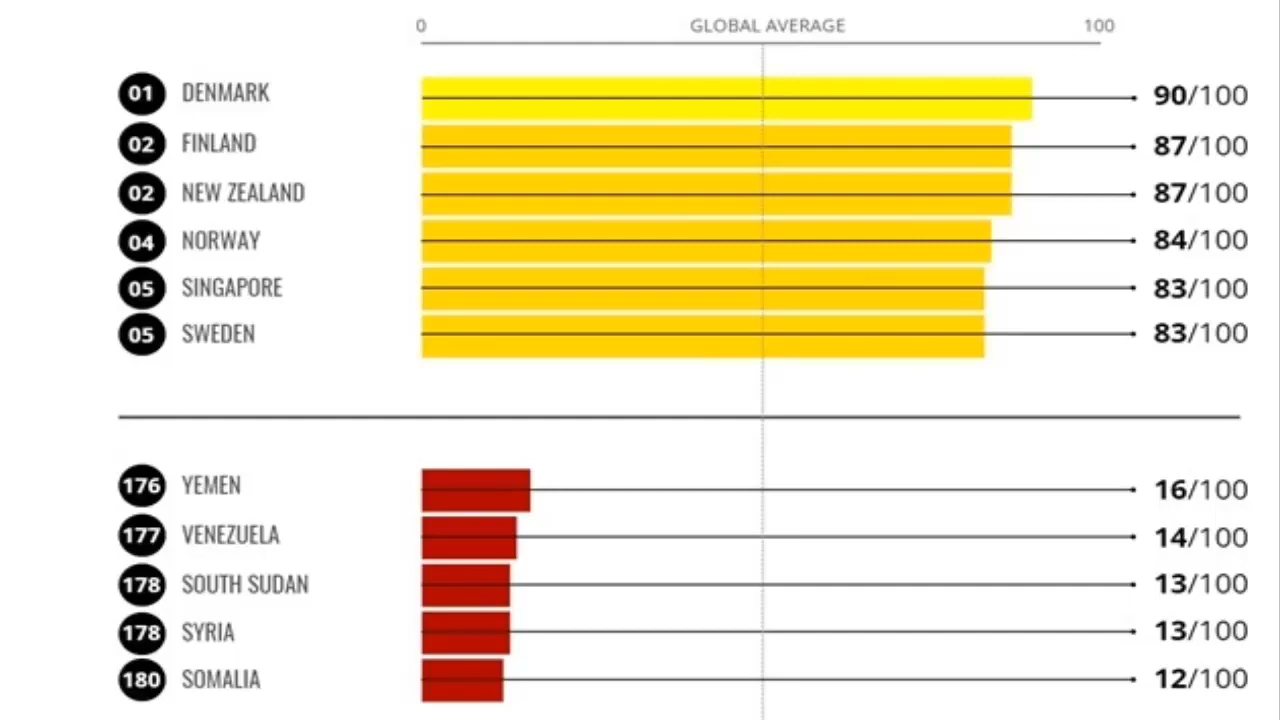 0 GLOBAL AVERAGE 100
01 DENMARK 90/100
02 FINLAND 87/100
02 NEW ZEALAND 87/100
04 NORWAY 84/100
05 SINGAPORE 83/100
05 SWEDEN 83/100
176 YEMEN 16/100
177 VENEZUELA 14/100
178 SOUTH SUDAN 13/100
178 SYRIA 13/100
180 SOMALIA 12/100